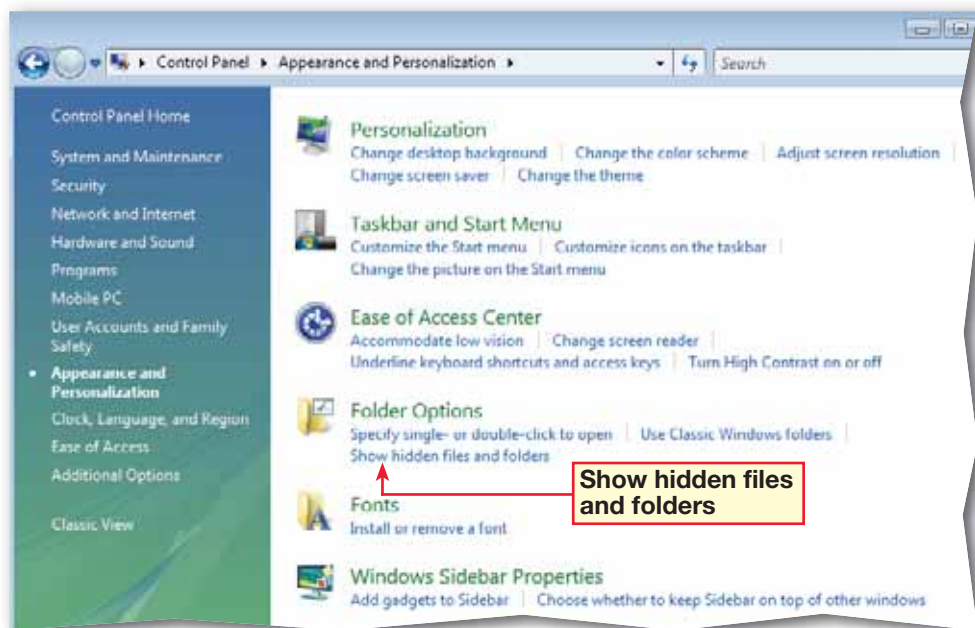 Control Panel Appearance and Personalization Search
Control Panel Home
System and Maintenance
Security
Network and Internet
Hardware and Sound
Programs
Mobile PC
User Accounts and Family
Safety
Appearance and
Personalization
Clock, Language, and Region
Ease of Access
Additional Options
Classic View
Personalization
Change desktop background Change the color scheme Adjust screen resolution
Change screen saver Change the theme
Taskbar and Start Menu
Customize the Start menu Customize icons on the taskbar
Change the picture on the Start menu
Ease of Access Center
Accommodate low vision Change screen reader
Underline keyboard shortcuts and access keys Turn High Contrast on or off
Folder Options
Specify single- or double-click to open Use Classic Windows folders
Show hidden files and folders
Show hidden files
and folders
Fonts
Install or remove a font
Windows Sidebar Properties
Add gadgets to Sidebar Choose whether to keep Sidebar on top of other windows